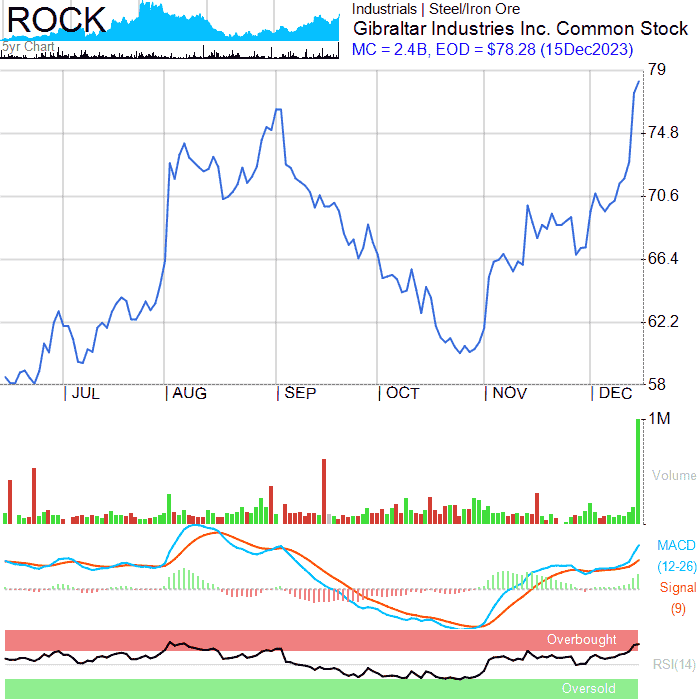 ROCK
5yr Chart
Industrials | Steel/Iron Ore
Gibraltar Industries Inc. Common Stock
MC = 2.4B, EOD = $78.28 (15Dec2023)
79
74.8
70.6
66.4
62.2
58
JUL
AUG
SEP
OCT
NOV
DEC
1M
Volume
MACD
(12-26)
Signal
(9)
Overbought
RSI(14)
Oversold